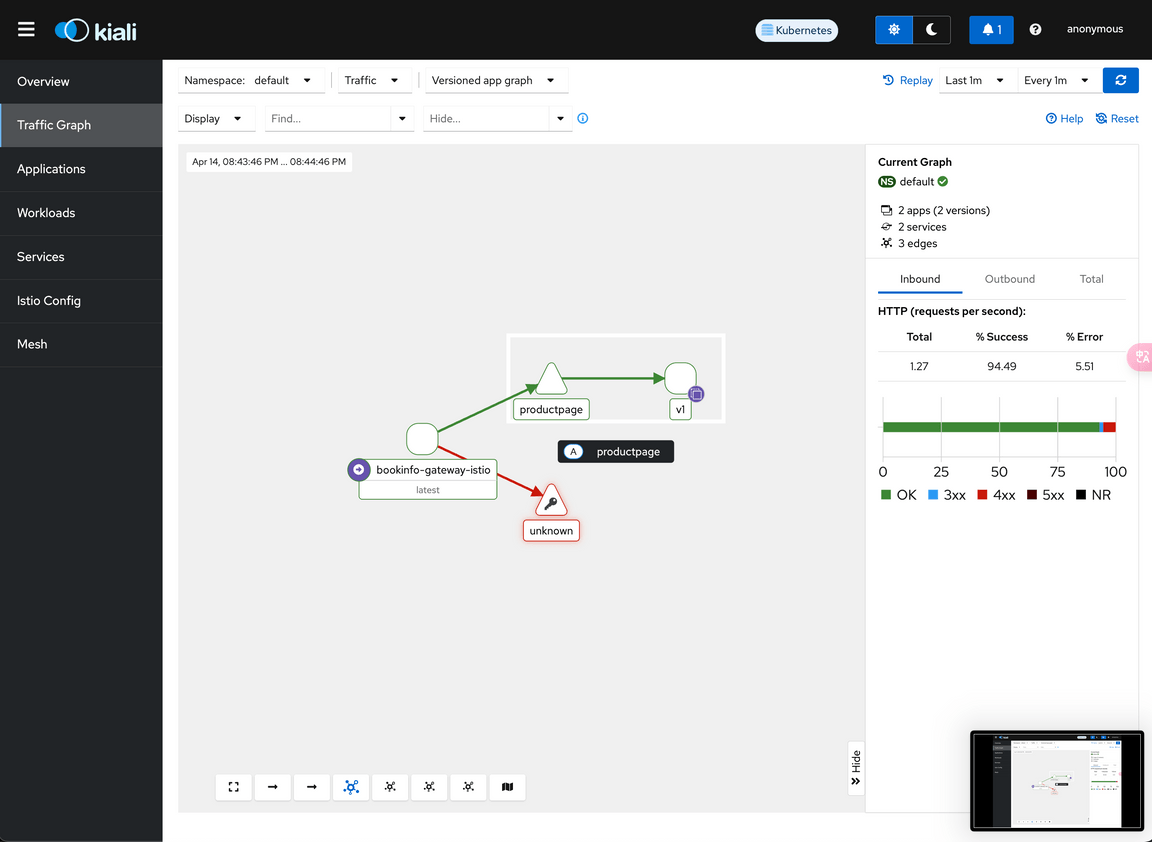 kiali
Kubernetes
1
anonymous
Overview
Traffic Graph
Applications
Workloads
Services
Istio Config
Mesh
Namespace: default
Traffic
Versioned app graph
Replay
Last 1m
Every 1m
Display
Find...
Hide...
Help
Reset
Apr 14, 08:43:46 PM ... 08:44:46 PM
productpage
v1
A productpage
bookinfo-gateway-istio
latest
unknown
Hide
Current Graph
NS default
2 apps (2 versions)
2 services
3 edges
Inbound Outbound Total
HTTP (requests per second):
Total % Success % Error
1.27 94.49 5.51
0 25 50 75 100
OK 3xx 4xx 5xx NR